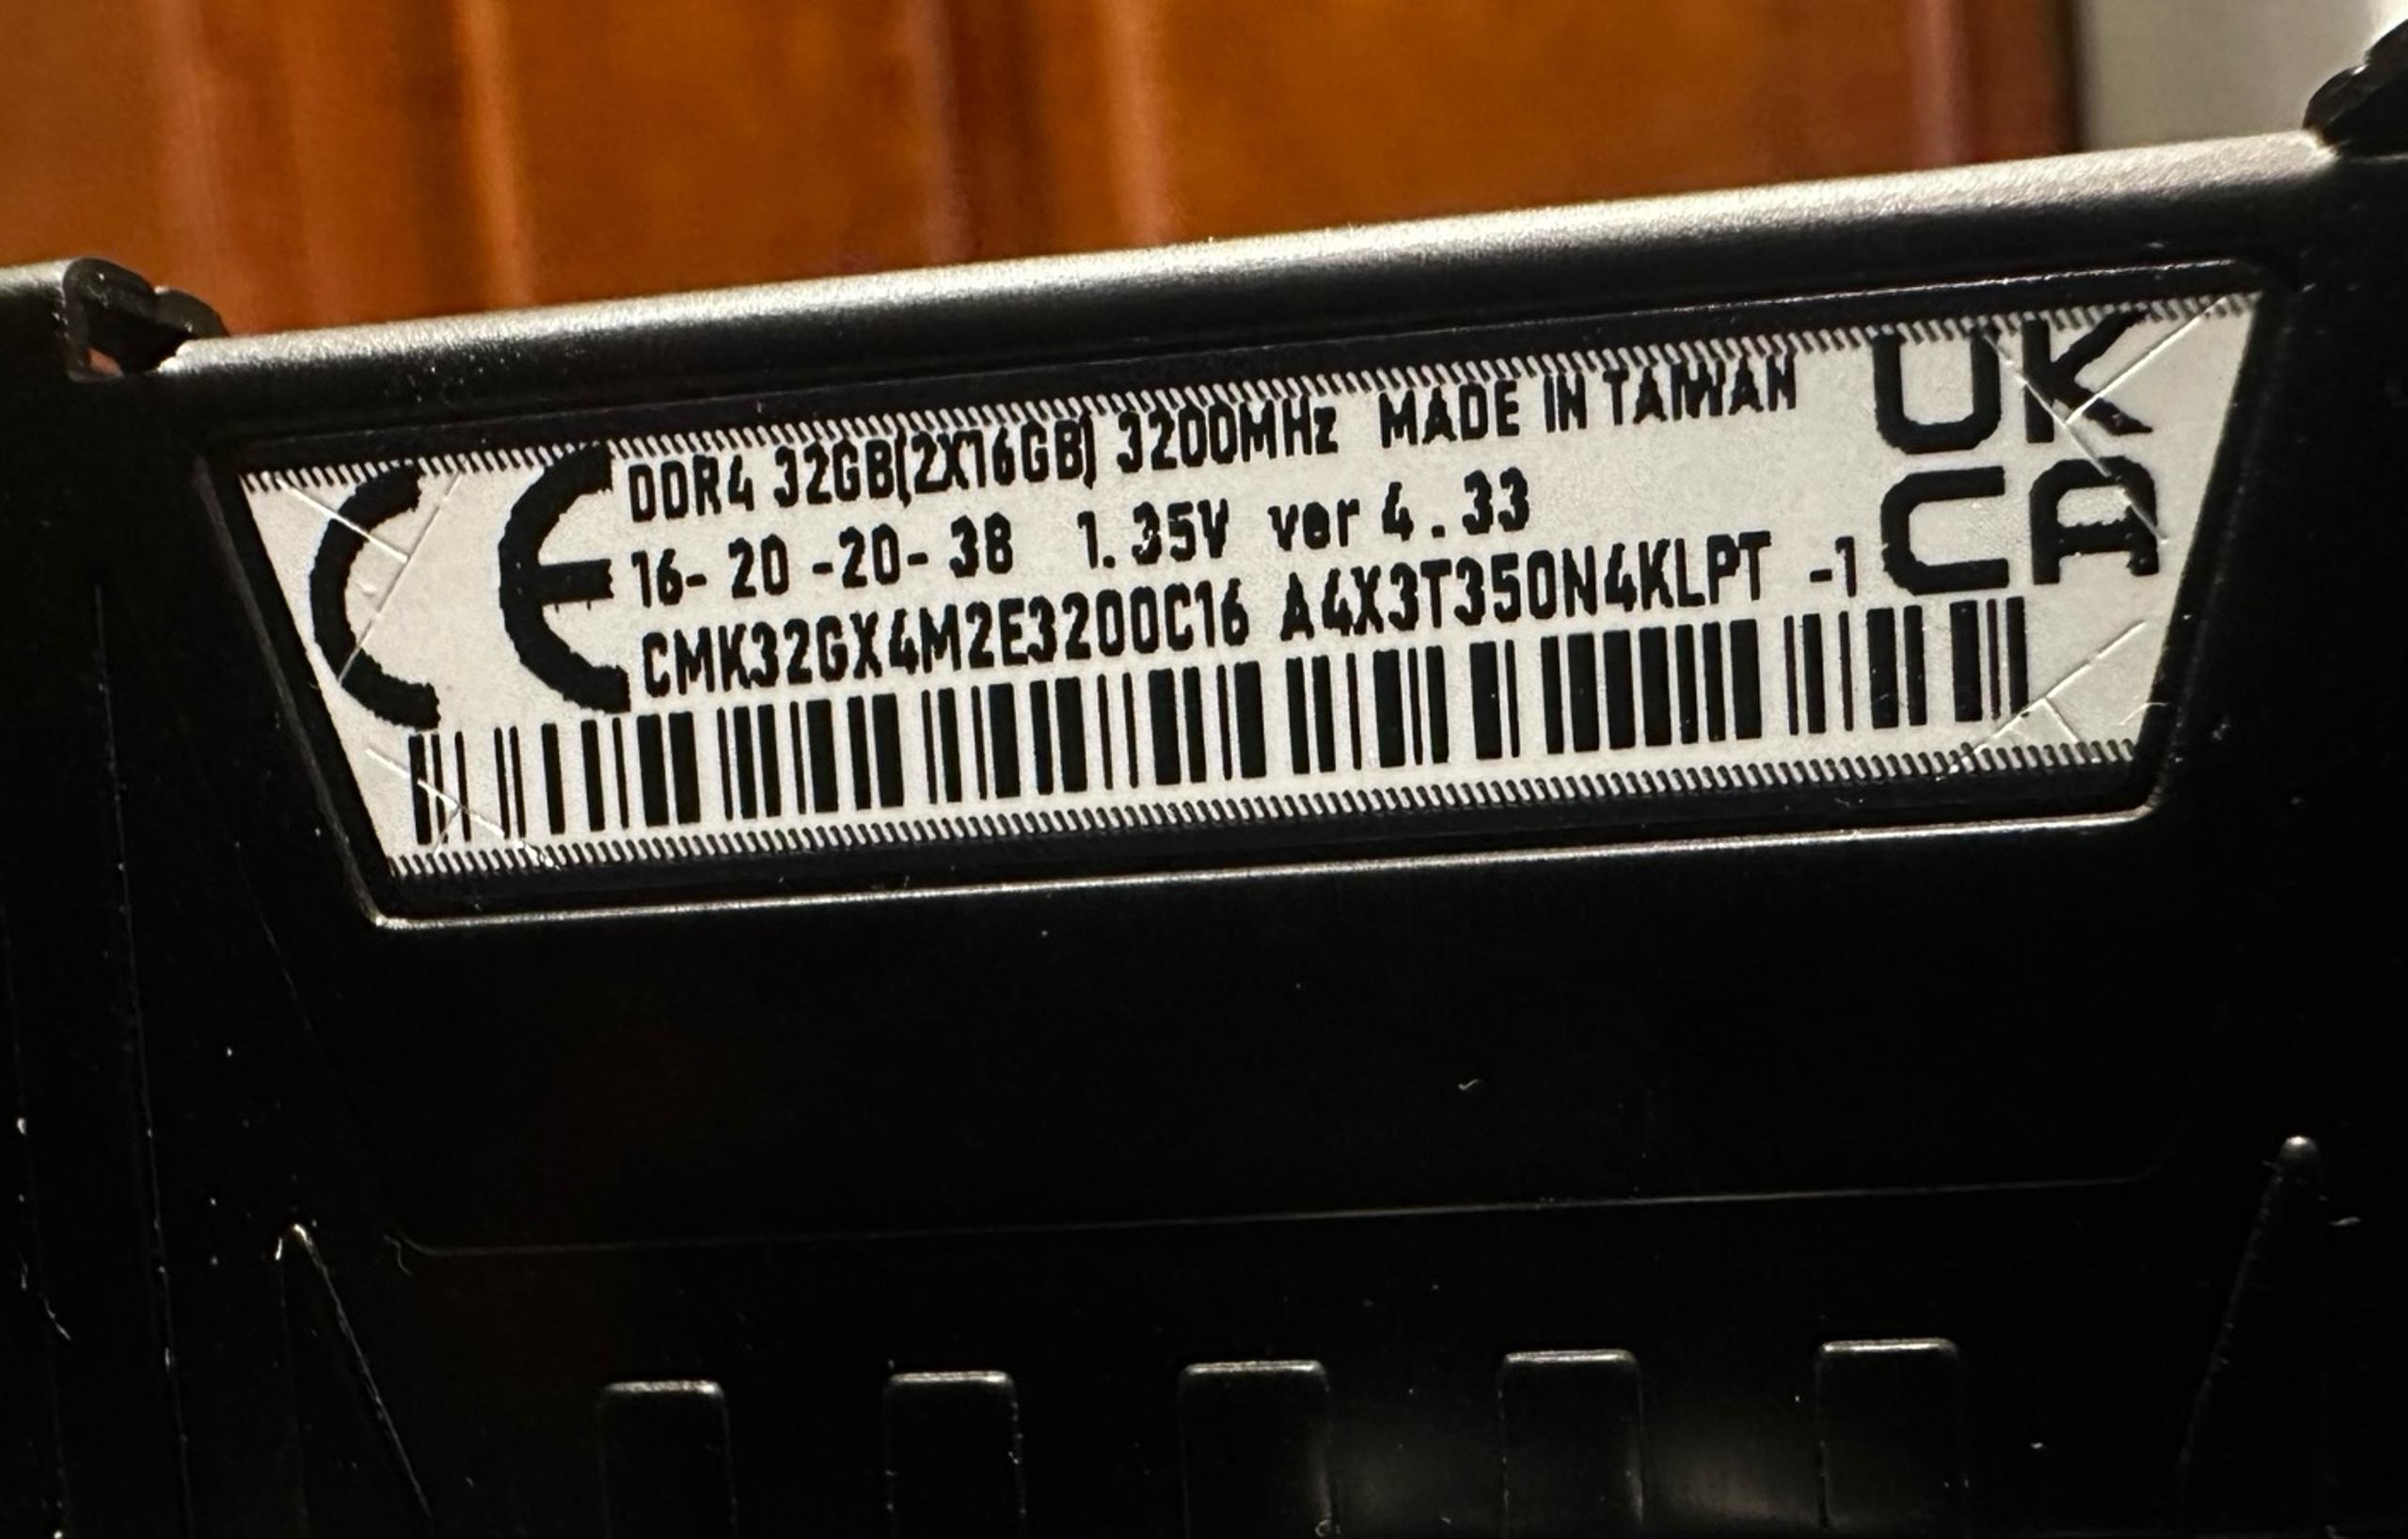 CE
DDR4 32GB(2X16GB) 3200MHz MADE IN TAIWAN
16- 20 -20- 38 1.35V ver 4.33
CMK32GX4M2E3200C16 A4X3T350N4KLPT -1
UK
CA